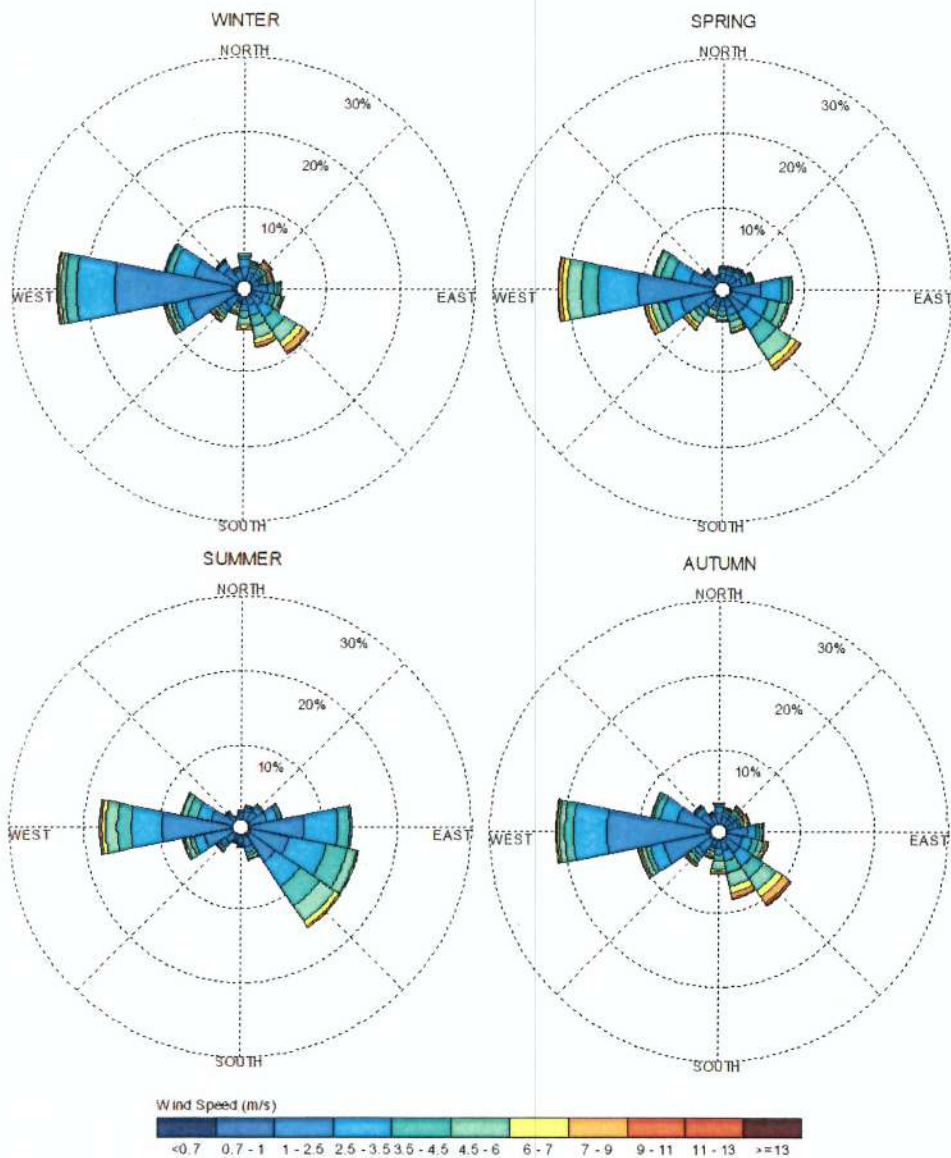 WINTER
NORTH
30%
20%
10%
WEST
EAST
SOUTH
SPRING
NORTH
30%
20%
10%
WEST
EAST
SOUTH
SUMMER
NORTH
30%
20%
10%
WEST
EAST
SOUTH
AUTUMN
NORTH
30%
20%
10%
WEST
EAST
SOUTH
Wind Speed (m/s)
<0.7 0.7 - 1 1 - 2.5 2.5 - 3.5 3.5 - 4.5 4.5 - 6 6 - 7 7 - 9 9 - 11 11 - 13 >=13